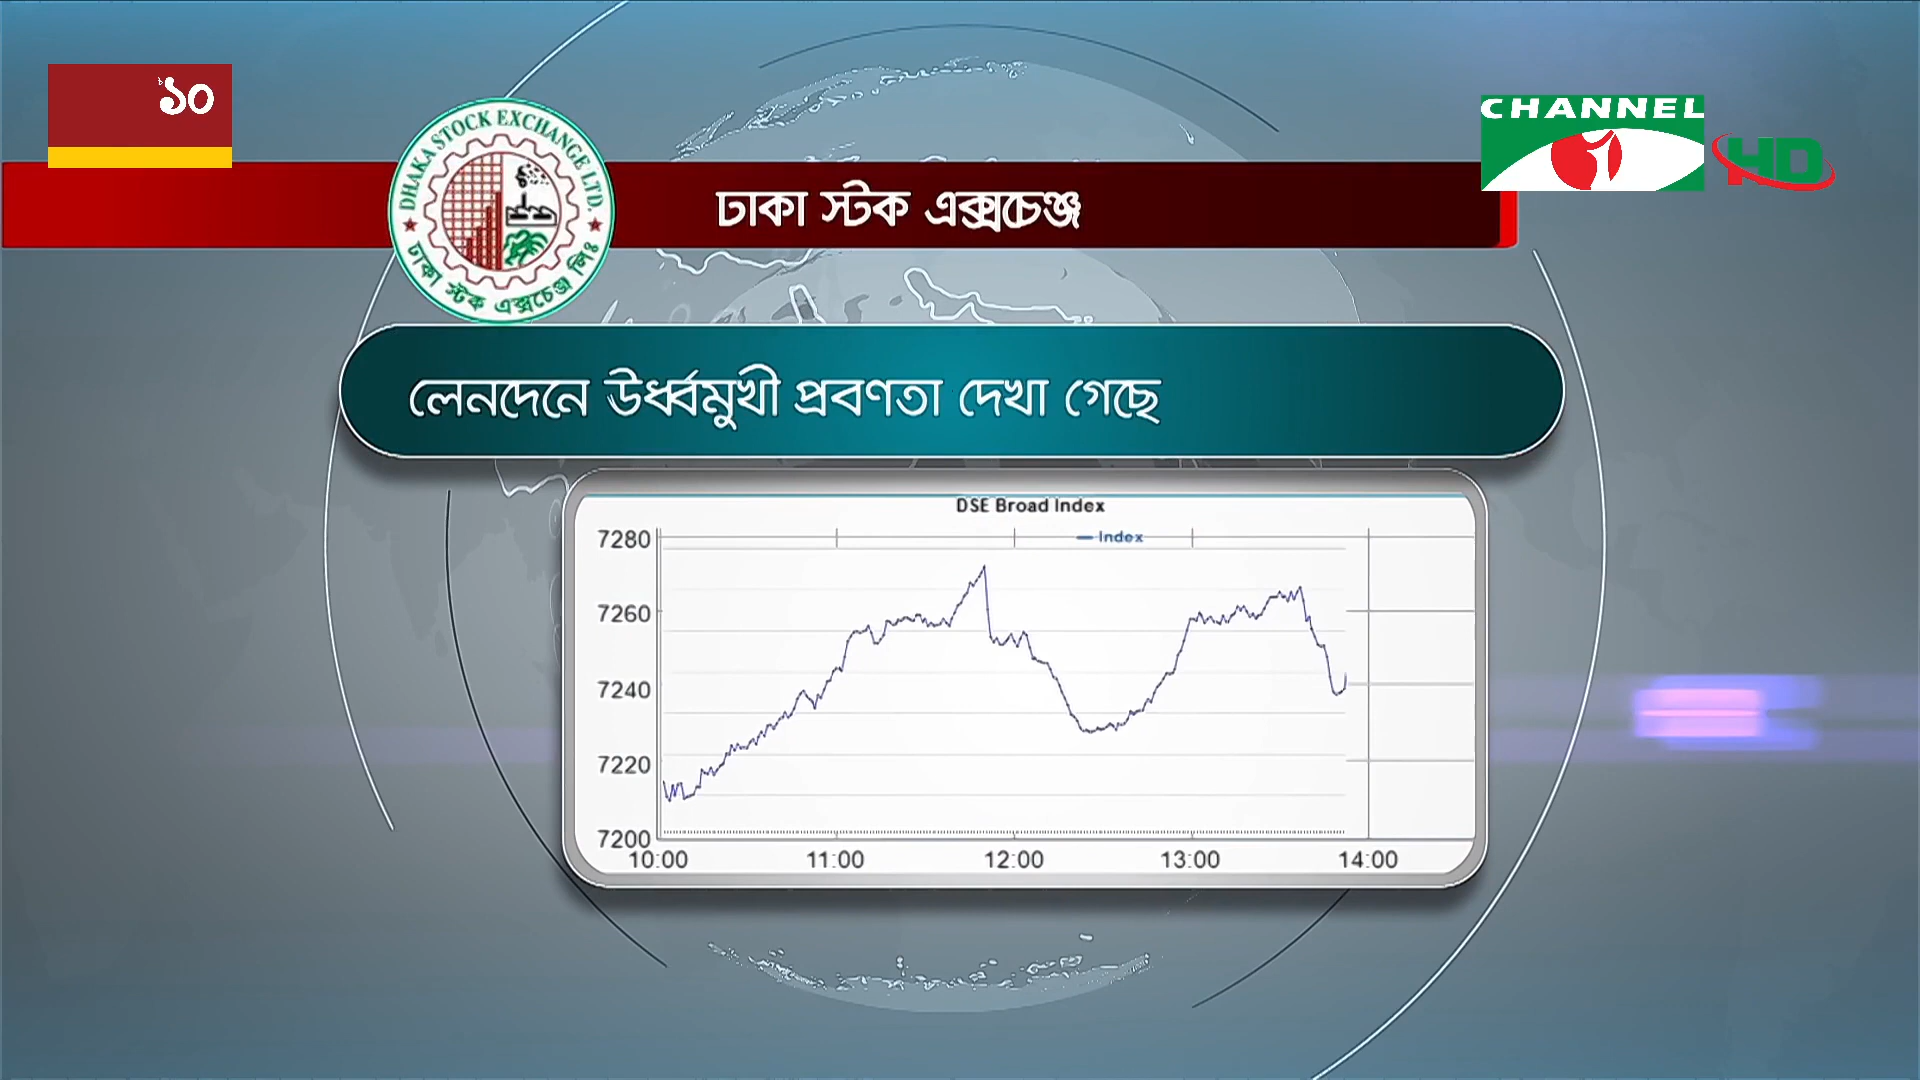 ১০
CHANNEL
HD
DHAKA STOCK EXCHANGE LTD.
ঢাকা স্টক এক্সচেঞ্জ লিঃ
ঢাকা স্টক এক্সচেঞ্জ
লেনদেনে উর্ধ্বমুখী প্রবণতা দেখা গেছে
DSE Broad Index
Index
7280
7260
7240
7220
7200
10:00 11:00 12:00 13:00 14:00